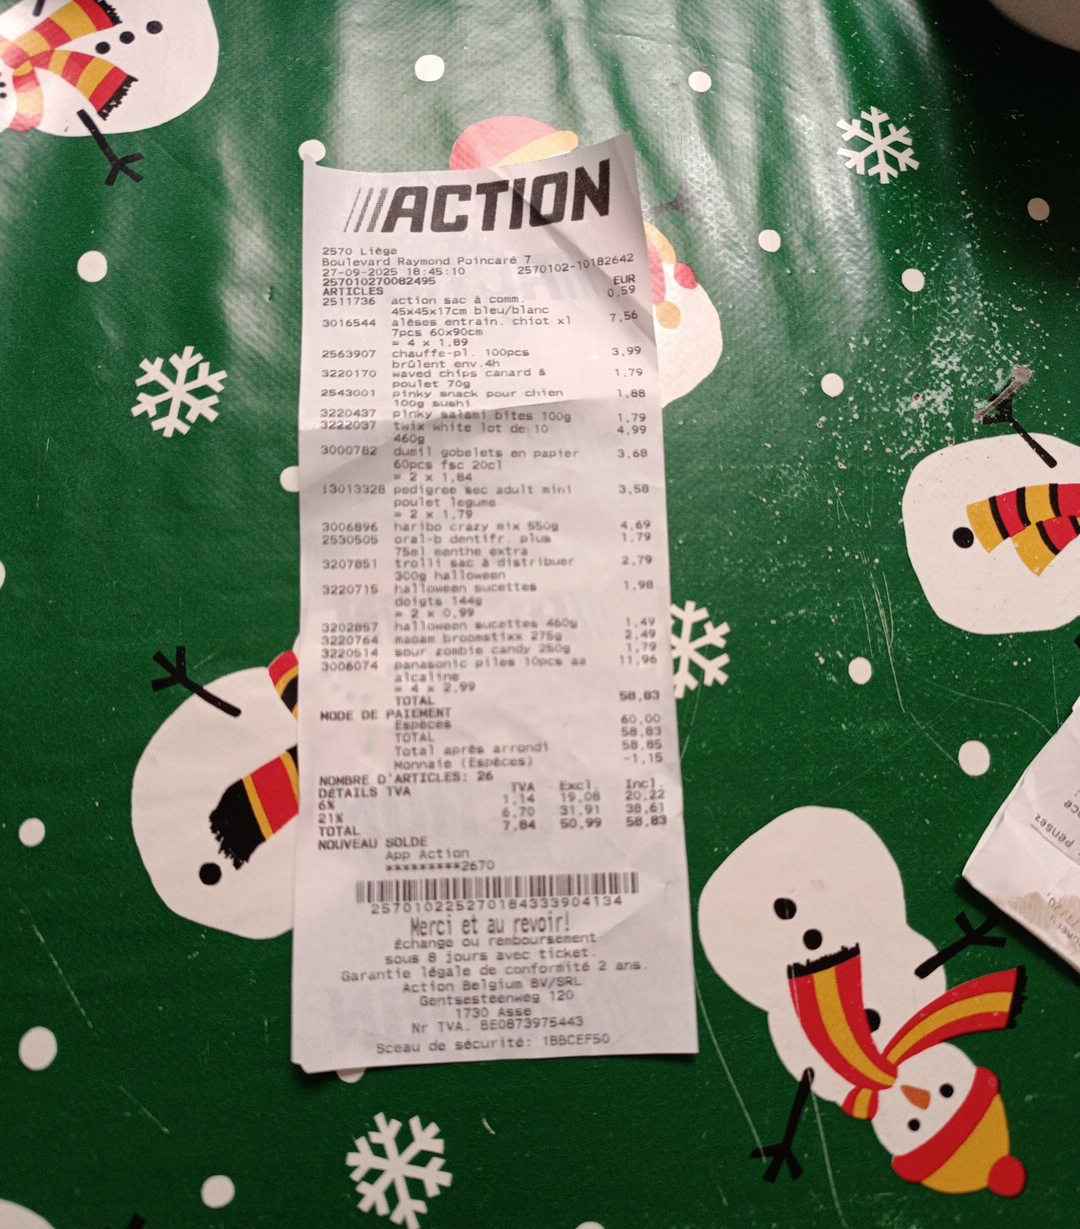 ///ACTION
2570 Liège
Boulevard Raymond Poincaré 7
27-09-2025 18:45:10 2570102-10182642
257010270082495 EUR
ARTICLES
2511736 action sac à comm. 0,59
45x45x17cm bleu/blanc
3016544 alèses entrain. chiot xl 7,56
7pcs 60x90cm
= 4 x 1,89
2563907 chauffe-pl. 100pcs 3,99
brûlent env.4h
3220170 waved chips canard & 1,79
poulet 70g
2543001 pinky snack pour chien 1,88
100g sushi
3220437 pinky salami bites 100g 1,79
3222037 twix white lot de 10 4,99
460g
3000782 dumil gobelets en papier 3,68
60pcs fsc 20cl
= 2 x 1,84
13013328 pedigree sec adult mini 3,58
poulet legume
= 2 x 1,79
3006896 haribo crazy mix 550g 4,69
2530505 oral-b dentifr. plus 1,79
75ml menthe extra
3207851 trolli sac à distribuer 2,79
300g halloween
3220715 halloween sucettes 1,98
doigts 144g
= 2 x 0,99
3202857 halloween sucettes 460g 1,49
3220764 maoam broomstixx 275g 2,49
3220514 sour zombie candy 250g 1,79
3006074 panasonic piles 10pcs aa 11,96
alcaline
= 4 x 2,99
TOTAL 58,83
MODE DE PAIEMENT
Espèces 60,00
TOTAL 58,83
Total après arrondi 58,85
Monnaie (Espèces) -1,15
NOMBRE D'ARTICLES: 26
DÉTAILS TVA TVA Excl. Incl.
6% 1,14 19,08 20,22
21% 6,70 31,91 38,61
TOTAL 7,84 50,99 58,83
NOUVEAU SOLDE
App Action
*********2670
257010225270184333904134
Merci et au revoir!
Échange ou remboursement
sous 8 jours avec ticket.
Garantie légale de conformité 2 ans.
Action Belgium BV/SRL
Gentsesteenweg 120
1730 Asse
Nr TVA. BE0873975443
Sceau de sécurité: 1BBCEF50
Pensez